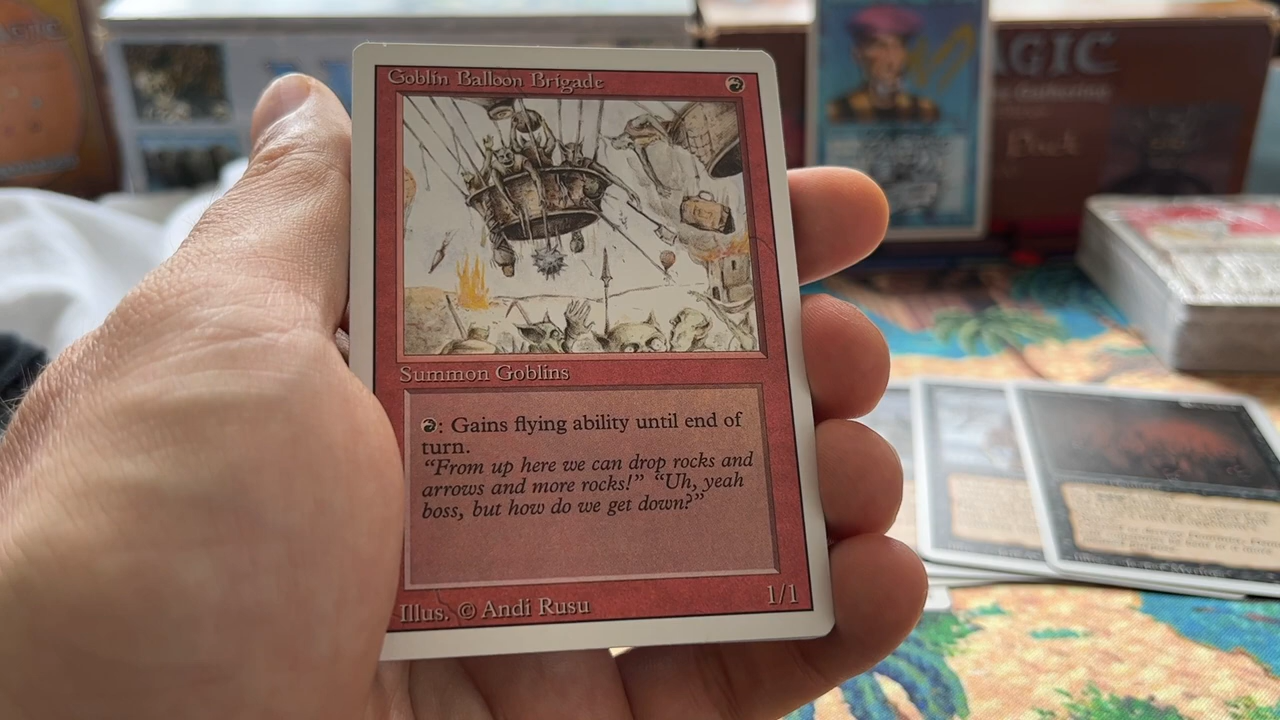 Goblin Balloon Brigade
Summon Goblins
: Gains flying ability until end of
turn.
“From up here we can drop rocks and
arrows and more rocks!” “Uh, yeah
boss, but how do we get down?”
Illus. © Andi Rusu
1/1
AGIC
Gathering
Deck